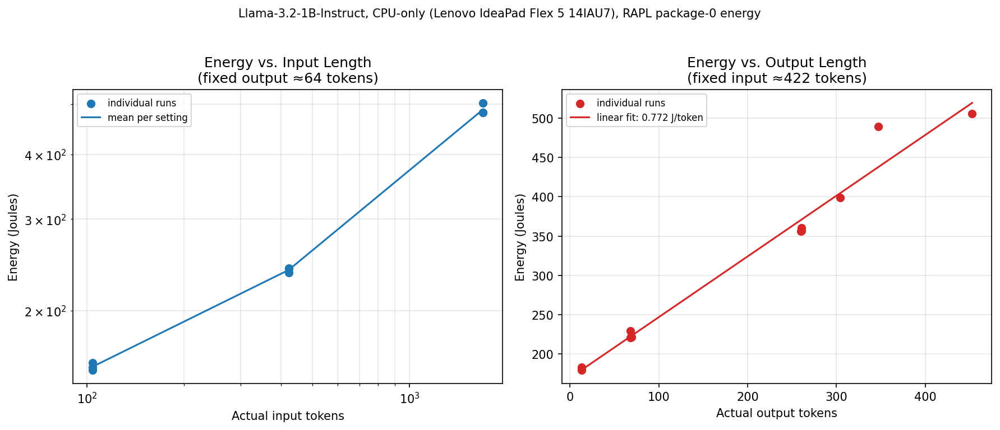 Llama-3.2-1B-Instruct, CPU-only (Lenovo IdeaPad Flex 5 14IAU7), RAPL package-0 energy
Energy vs. Input Length
(fixed output ≈64 tokens)
individual runs
mean per setting
Energy (Joules)
4 × 10²
3 × 10²
2 × 10²
10²
10³
Actual input tokens
Energy vs. Output Length
(fixed input ≈422 tokens)
individual runs
linear fit: 0.772 J/token
Energy (Joules)
500
450
400
350
300
250
200
0
100
200
300
400
Actual output tokens